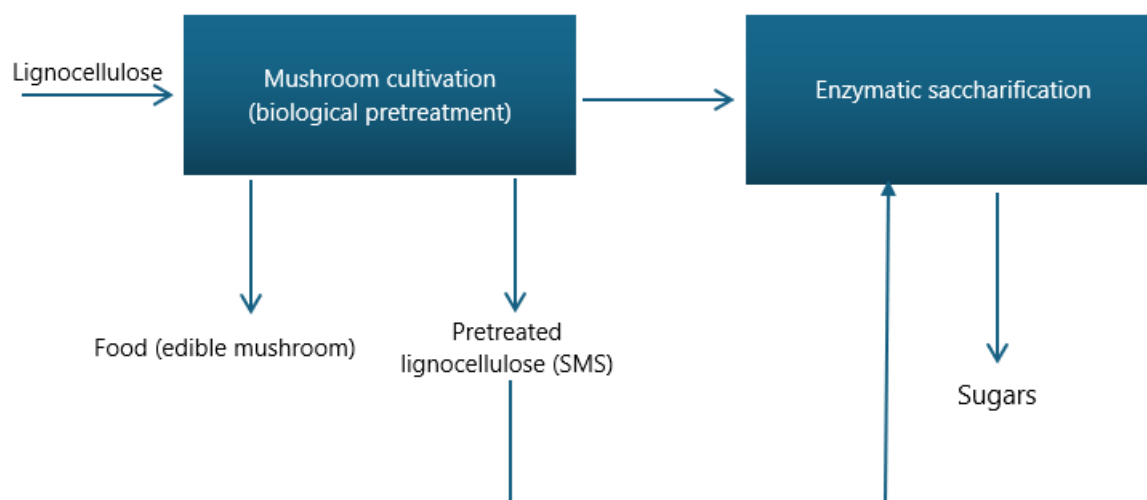 Lignocellulose
Mushroom cultivation
(biological pretreatment)
Enzymatic saccharification
Food (edible mushroom)
Pretreated
lignocellulose (SMS)
Sugars